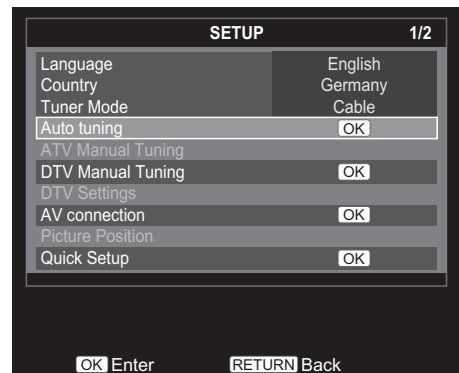 SETUP 1/2
Language English
Country Germany
Tuner Mode Cable
Auto tuning OK
ATV Manual Tuning
DTV Manual Tuning OK
DTV Settings
AV connection OK
Picture Position
Quick Setup OK
OK Enter RETURN Back